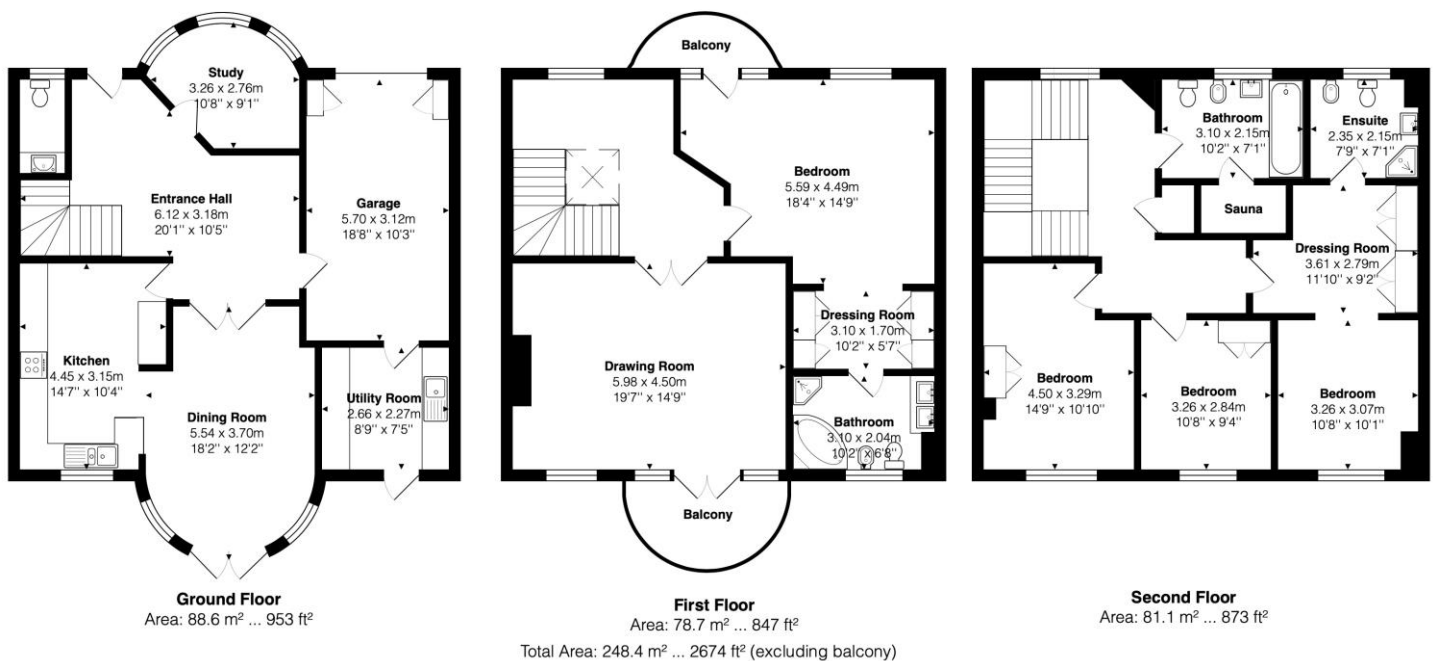 Study
3.26 x 2.76m
10'8" x 9'1"
Entrance Hall
6.12 x 3.18m
20'1" x 10'5"
Garage
5.70 x 3.12m
18'8" x 10'3"
Kitchen
4.45 x 3.15m
14'7" x 10'4"
Dining Room
5.54 x 3.70m
18'2" x 12'2"
Utility Room
2.66 x 2.27m
8'9" x 7'5"
Ground Floor
Area: 88.6 m² ... 953 ft²
Balcony
Bedroom
5.59 x 4.49m
18'4" x 14'9"
Dressing Room
3.10 x 1.70m
10'2" x 5'7"
Drawing Room
5.98 x 4.50m
19'7" x 14'9"
Bathroom
3.10 x 2.04m
10'2" x 6'8"
Balcony
First Floor
Area: 78.7 m² ... 847 ft²
Total Area: 248.4 m² ... 2674 ft² (excluding balcony)
Bathroom
3.10 x 2.15m
10'2" x 7'1"
Ensuite
2.35 x 2.15m
7'9" x 7'1"
Sauna
Dressing Room
3.61 x 2.79m
11'10" x 9'2"
Bedroom
4.50 x 3.29m
14'9" x 10'10"
Bedroom
3.26 x 2.84m
10'8" x 9'4"
Bedroom
3.26 x 3.07m
10'8" x 10'1"
Second Floor
Area: 81.1 m² ... 873 ft²